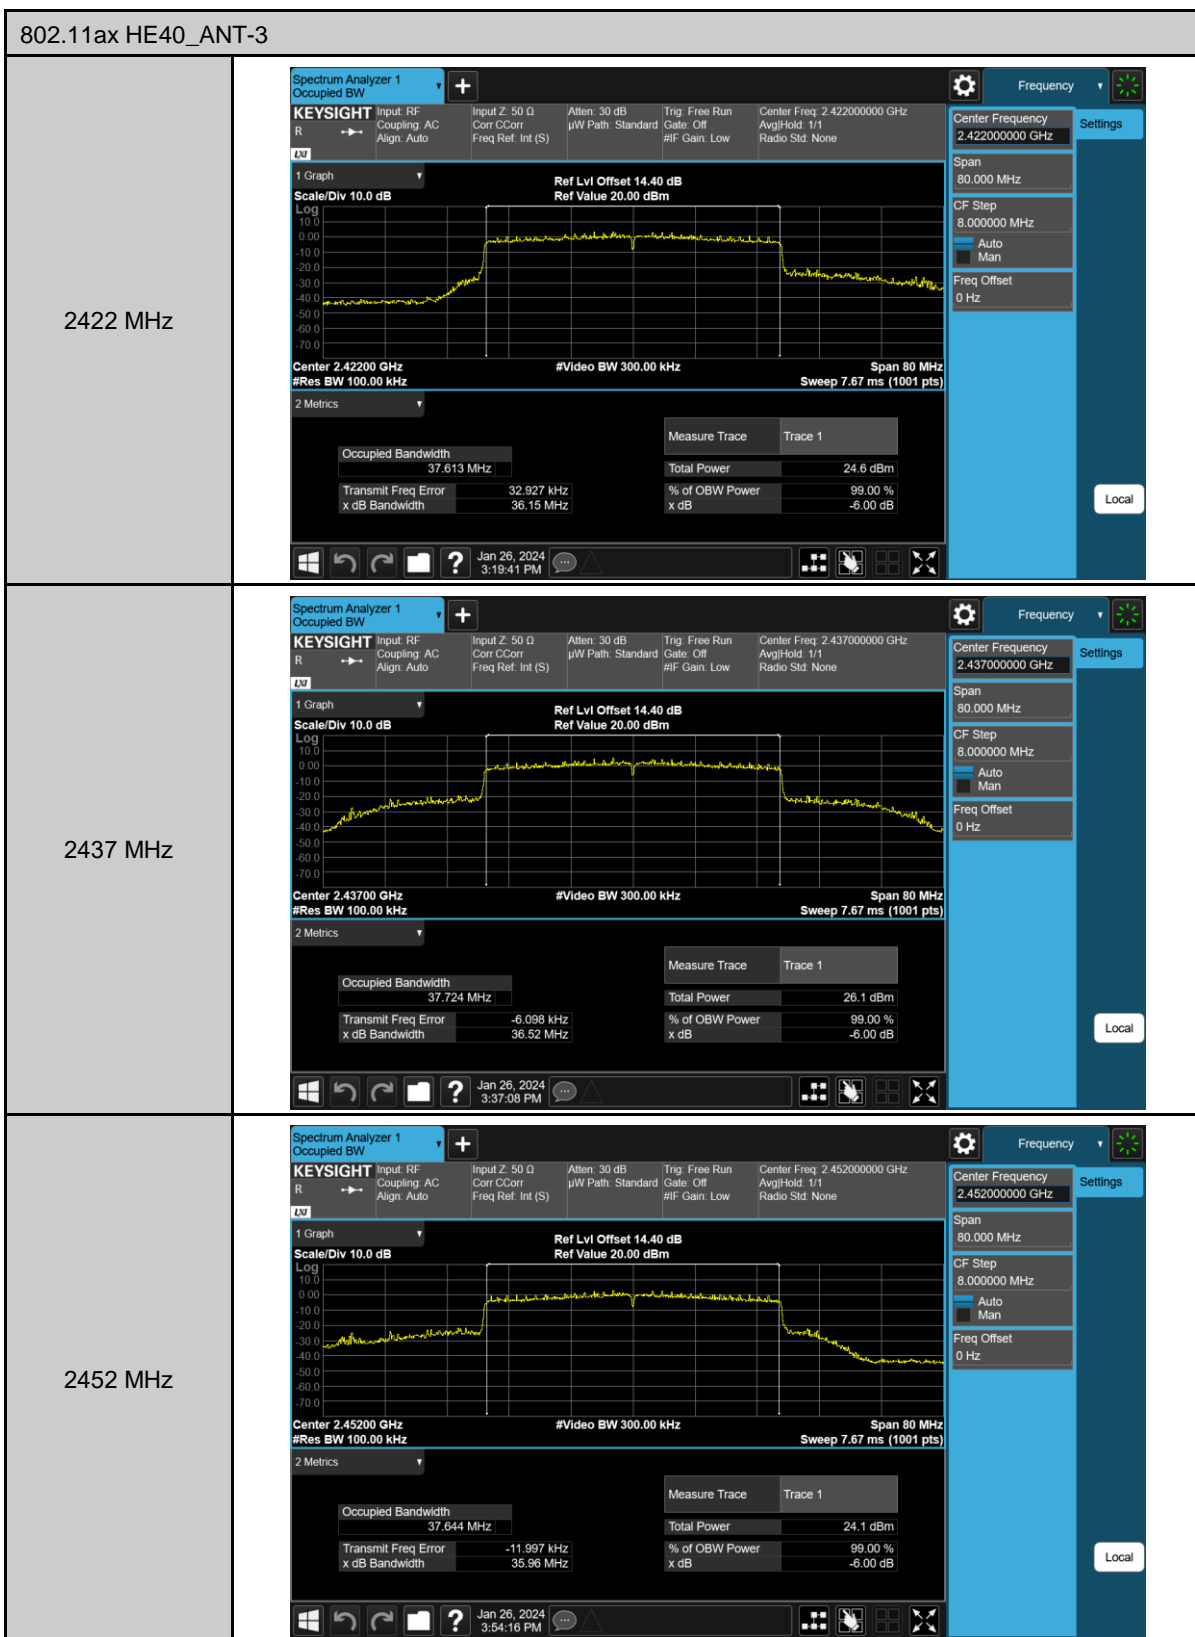 802.11ax HE40_ANT-3
2422 MHz
Spectrum Analyzer 1
Occupied BW
Frequency
KEYSIGHT
R
LXI
Input: RF
Coupling: AC
Align: Auto
Input Z: 50 Ω
Corr CCorr
Freq Ref: Int (S)
Atten: 30 dB
µW Path: Standard
Trig: Free Run
Gate: Off
#IF Gain: Low
Center Freq: 2.422000000 GHz
Avg|Hold: 1/1
Radio Std: None
Center Frequency
2.422000000 GHz
Settings
Span
80.000 MHz
CF Step
8.000000 MHz
Auto
Man
Freq Offset
0 Hz
Local
1 Graph
Scale/Div 10.0 dB
Ref Lvl Offset 14.40 dB
Ref Value 20.00 dBm
Log
10.0
0.00
-10.0
-20.0
-30.0
-40.0
-50.0
-60.0
-70.0
Center 2.42200 GHz
#Video BW 300.00 kHz
Span 80 MHz
#Res BW 100.00 kHz
Sweep 7.67 ms (1001 pts)
2 Metrics
Measure Trace Trace 1
Occupied Bandwidth
37.613 MHz
Total Power 24.6 dBm
Transmit Freq Error 32.927 kHz
% of OBW Power 99.00 %
x dB Bandwidth 36.15 MHz
x dB -6.00 dB
?
Jan 26, 2024
3:19:41 PM
2437 MHz
Spectrum Analyzer 1
Occupied BW
Frequency
KEYSIGHT
R
LXI
Input: RF
Coupling: AC
Align: Auto
Input Z: 50 Ω
Corr CCorr
Freq Ref: Int (S)
Atten: 30 dB
µW Path: Standard
Trig: Free Run
Gate: Off
#IF Gain: Low
Center Freq: 2.437000000 GHz
Avg|Hold: 1/1
Radio Std: None
Center Frequency
2.437000000 GHz
Settings
Span
80.000 MHz
CF Step
8.000000 MHz
Auto
Man
Freq Offset
0 Hz
Local
1 Graph
Scale/Div 10.0 dB
Ref Lvl Offset 14.40 dB
Ref Value 20.00 dBm
Log
10.0
0.00
-10.0
-20.0
-30.0
-40.0
-50.0
-60.0
-70.0
Center 2.43700 GHz
#Video BW 300.00 kHz
Span 80 MHz
#Res BW 100.00 kHz
Sweep 7.67 ms (1001 pts)
2 Metrics
Measure Trace Trace 1
Occupied Bandwidth
37.724 MHz
Total Power 26.1 dBm
Transmit Freq Error -6.098 kHz
% of OBW Power 99.00 %
x dB Bandwidth 36.52 MHz
x dB -6.00 dB
?
Jan 26, 2024
3:37:08 PM
2452 MHz
Spectrum Analyzer 1
Occupied BW
Frequency
KEYSIGHT
R
LXI
Input: RF
Coupling: AC
Align: Auto
Input Z: 50 Ω
Corr CCorr
Freq Ref: Int (S)
Atten: 30 dB
µW Path: Standard
Trig: Free Run
Gate: Off
#IF Gain: Low
Center Freq: 2.452000000 GHz
Avg|Hold: 1/1
Radio Std: None
Center Frequency
2.452000000 GHz
Settings
Span
80.000 MHz
CF Step
8.000000 MHz
Auto
Man
Freq Offset
0 Hz
Local
1 Graph
Scale/Div 10.0 dB
Ref Lvl Offset 14.40 dB
Ref Value 20.00 dBm
Log
10.0
0.00
-10.0
-20.0
-30.0
-40.0
-50.0
-60.0
-70.0
Center 2.45200 GHz
#Video BW 300.00 kHz
Span 80 MHz
#Res BW 100.00 kHz
Sweep 7.67 ms (1001 pts)
2 Metrics
Measure Trace Trace 1
Occupied Bandwidth
37.644 MHz
Total Power 24.1 dBm
Transmit Freq Error -11.997 kHz
% of OBW Power 99.00 %
x dB Bandwidth 35.96 MHz
x dB -6.00 dB
?
Jan 26, 2024
3:54:16 PM